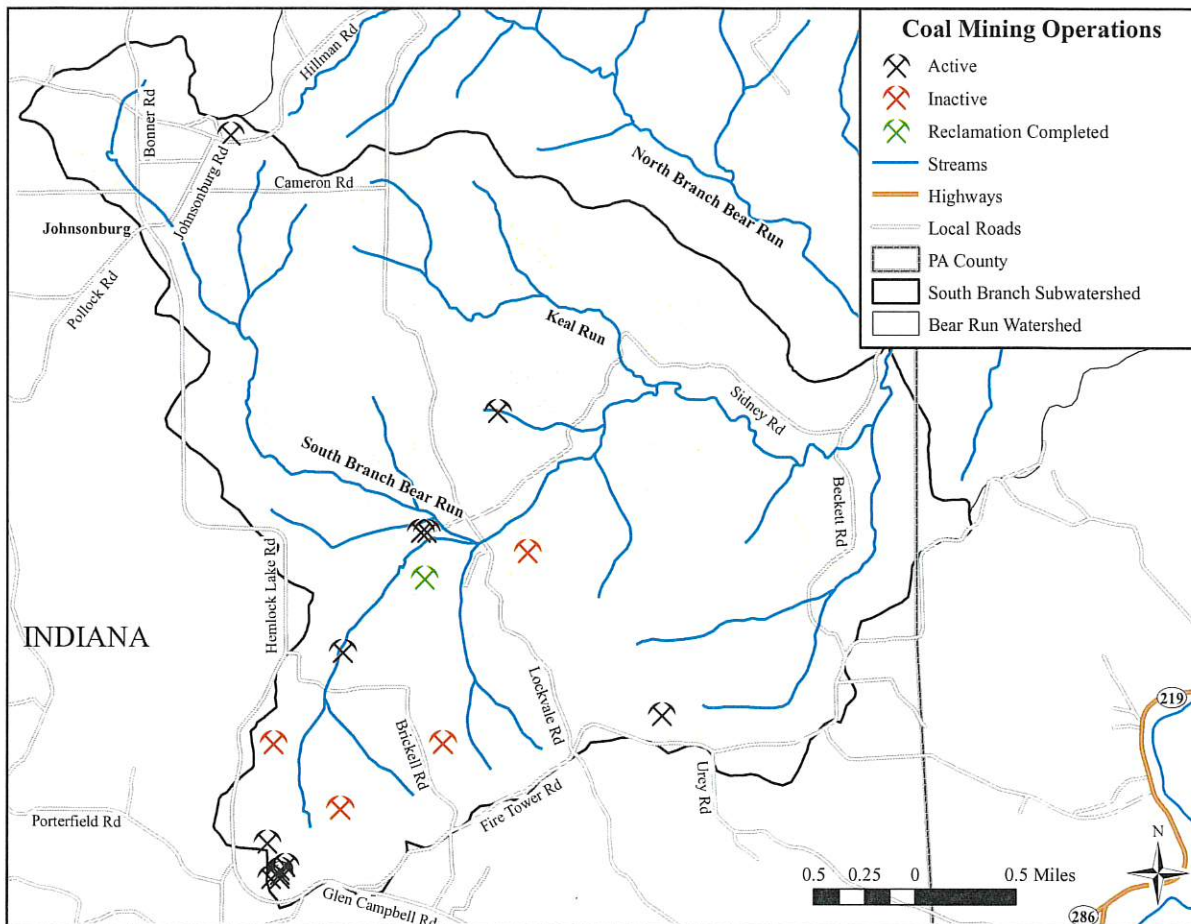 Coal Mining Operations
Active
Inactive
Reclamation Completed
Streams
Highways
Local Roads
PA County
South Branch Subwatershed
Bear Run Watershed
Hillman Rd
Bonner Rd
Johnsonburg Rd
Cameron Rd
North Branch Bear Run
Johnsonburg
Pollock Rd
Keal Run
Sidney Rd
South Branch Bear Run
Beckett Rd
Hemlock Lake Rd
INDIANA
Lockvale Rd
Brickell Rd
219
Urey Rd
Fire Tower Rd
Porterfield Rd
N
0.5 0.25 0 0.5 Miles
Glen Campbell Rd
286